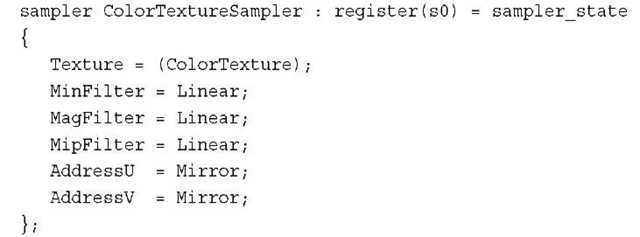 sampler ColorTextureSampler : register(s0) = sampler_state
{
   Texture = (ColorTexture);
   MinFilter = Linear;
   MagFilter = Linear;
   MipFilter = Linear;
   AddressU  = Mirror;
   AddressV  = Mirror;
};